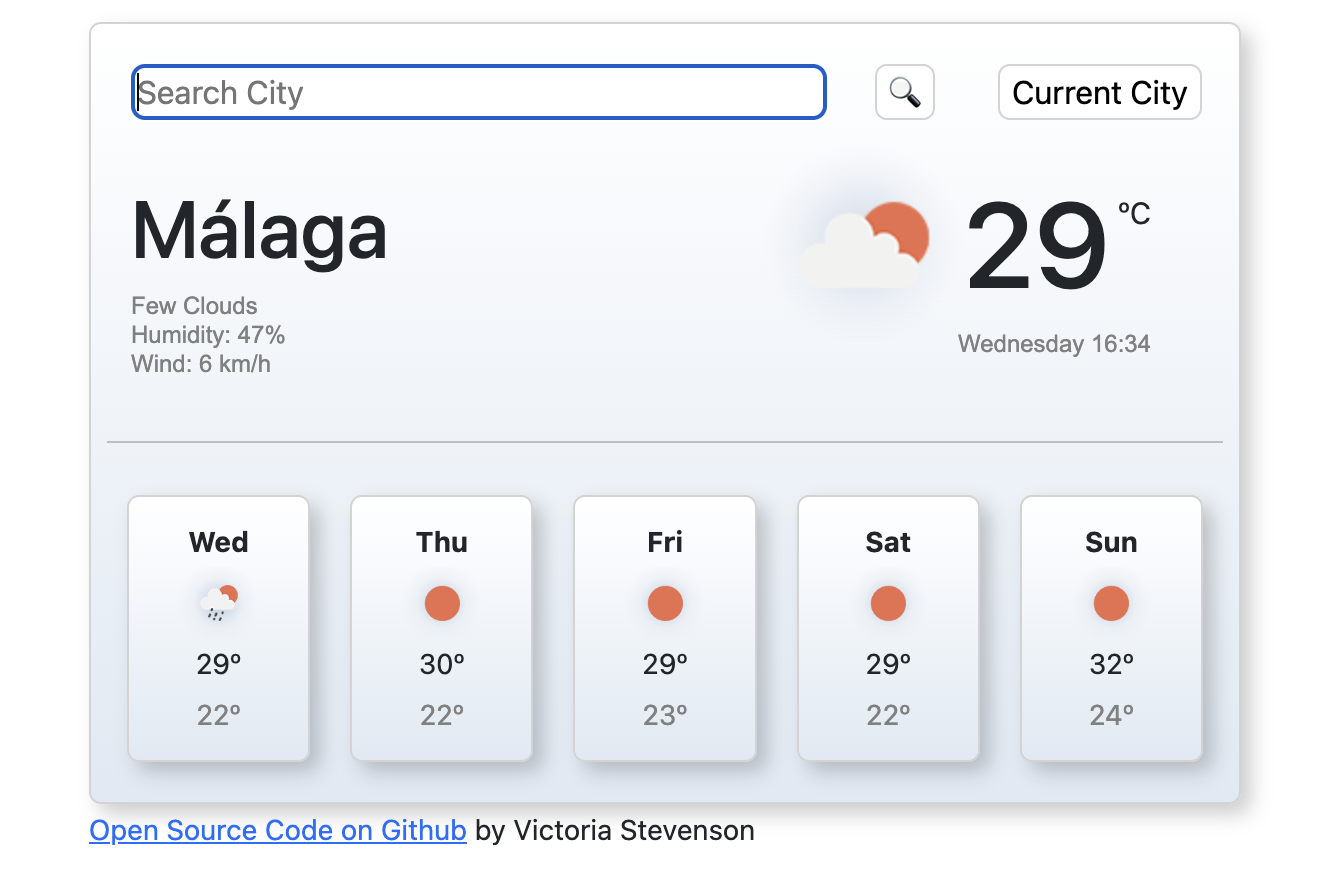 Search City
Current City
Málaga
29 ºC
Few Clouds
Humidity: 47%
Wind: 6 km/h
Wednesday 16:34
Wed
29º
22º
Thu
30º
22º
Fri
29º
23º
Sat
29º
22º
Sun
32º
24º
Open Source Code on Github by Victoria Stevenson